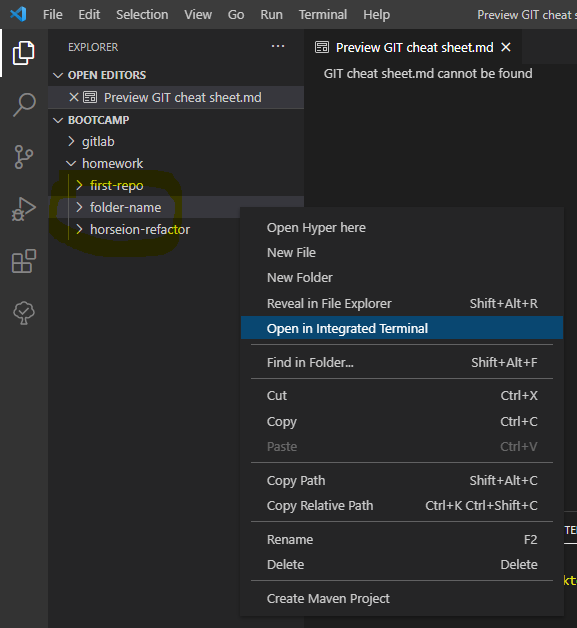 File Edit Selection View Go Run Terminal Help Preview GIT cheat s
EXPLORER ...
Preview GIT cheat sheet.md
OPEN EDITORS
GIT cheat sheet.md cannot be found
Preview GIT cheat sheet.md
BOOTCAMP
gitlab
homework
first-repo
folder-name
horseion-refactor
Open Hyper here
New File
New Folder
Reveal in File Explorer Shift+Alt+R
Open in Integrated Terminal
Find in Folder... Shift+Alt+F
Cut Ctrl+X
Copy Ctrl+C
Paste Ctrl+V
Copy Path Shift+Alt+C
Copy Relative Path Ctrl+K Ctrl+Shift+C
Rename F2
Delete Delete
Create Maven Project